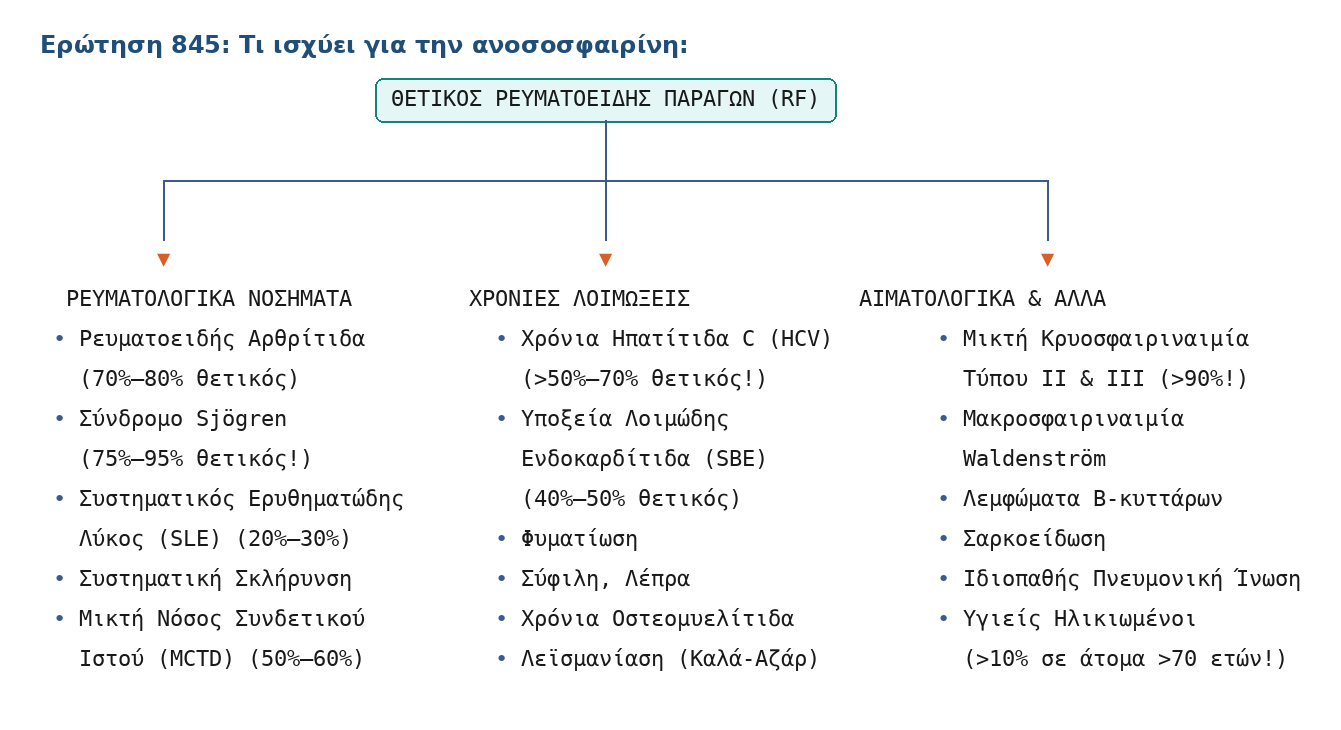 Ερώτηση 845: Τι ισχύει για την ανοσοσφαιρίνη:
ΘΕΤΙΚΟΣ ΡΕΥΜΑΤΟΕΙΔΗΣ ΠΑΡΑΓΩΝ (RF)
ΡΕΥΜΑΤΟΛΟΓΙΚΑ ΝΟΣΗΜΑΤΑ
• Ρευματοειδής Αρθρίτιδα
(70%–80% θετικός)
• Σύνδρομο Sjögren
(75%–95% θετικός!)
• Συστηματικός Ερυθηματώδης
Λύκος (SLE) (20%–30%)
• Συστηματική Σκλήρυνση
• Μικτή Νόσος Συνδετικού
Ιστού (MCTD) (50%–60%)
ΧΡΟΝΙΕΣ ΛΟΙΜΩΞΕΙΣ
• Χρόνια Ηπατίτιδα C (HCV)
(>50%–70% θετικός!)
• Υποξεία Λοιμώδης
Ενδοκαρδίτιδα (SBE)
(40%–50% θετικός)
• Φυματίωση
• Σύφιλη, Λέπρα
• Χρόνια Οστεομυελίτιδα
• Λεϊσμανίαση (Καλά-Αζάρ)
ΑΙΜΑΤΟΛΟΓΙΚΑ & ΑΛΛΑ
• Μικτή Κρυοσφαιριναιμία
Τύπου II & III (>90%!)
• Μακροσφαιριναιμία
Waldenström
• Λεμφώματα Β-κυττάρων
• Σαρκοείδωση
• Ιδιοπαθής Πνευμονική Ίνωση
• Υγιείς Ηλικιωμένοι
(>10% σε άτομα >70 ετών!)